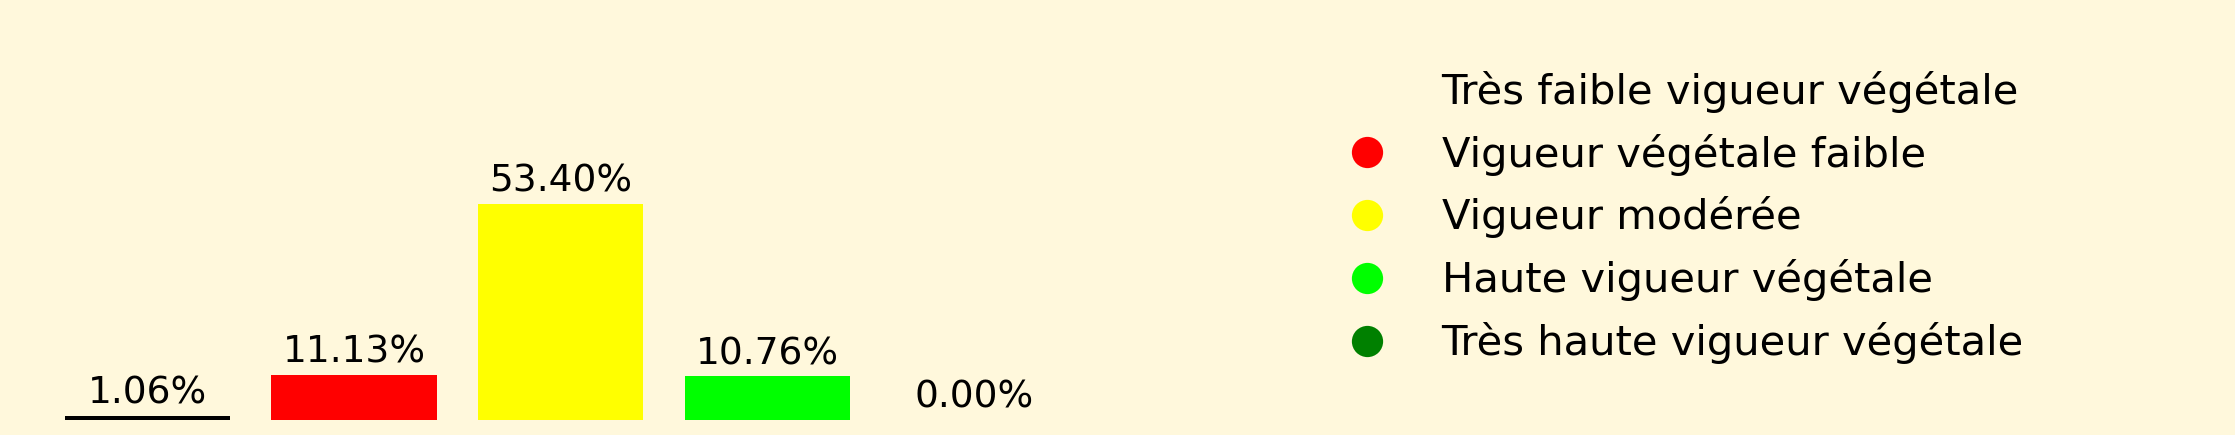 53.40%
11.13%
10.76%
1.06%
0.00%
Très faible vigueur végétale
Vigueur végétale faible
Vigueur modérée
Haute vigueur végétale
Très haute vigueur végétale